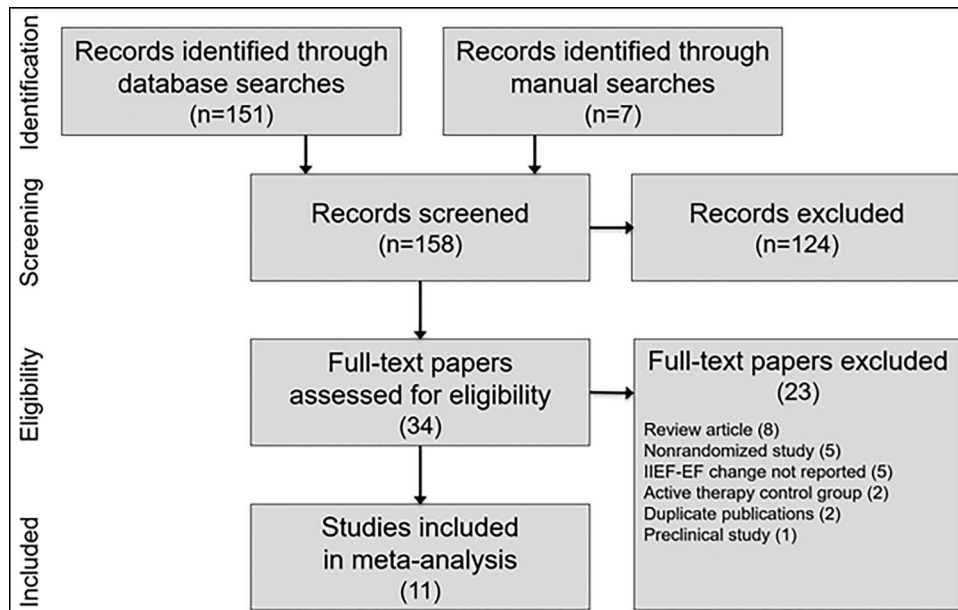 Identification
Records identified through
database searches
(n=151)
Records identified through
manual searches
(n=7)
Screening
Records screened
(n=158)
Records excluded
(n=124)
Eligibility
Full-text papers
assessed for eligibility
(34)
Full-text papers excluded
(23)
Review article (8)
Nonrandomized study (5)
IIEF-EF change not reported (5)
Active therapy control group (2)
Duplicate publications (2)
Preclinical study (1)
Included
Studies included
in meta-analysis
(11)